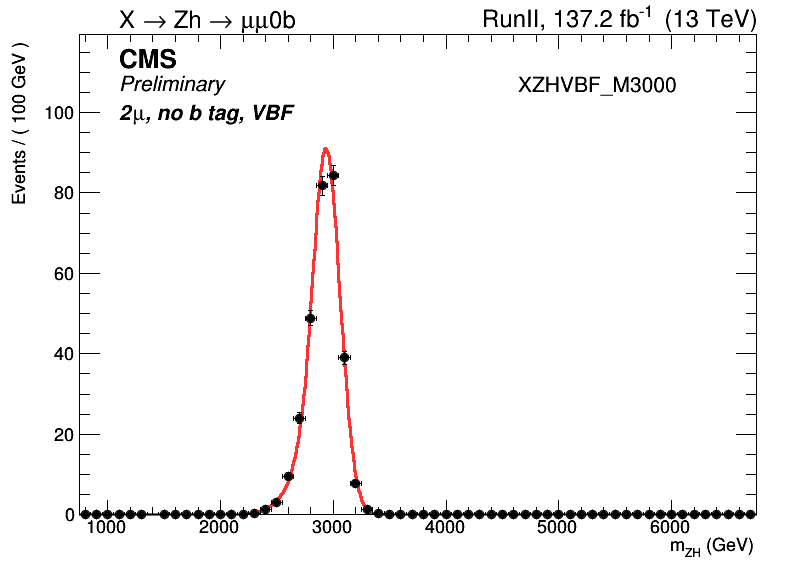 X → Zh → μμ0b RunII, 137.2 fb⁻¹ (13 TeV)
CMS
Preliminary
XZHVBF_M3000
2μ, no b tag, VBF
Events / ( 100 GeV )
100
80
60
40
20
0
1000 2000 3000 4000 5000 6000
m_ZH (GeV)